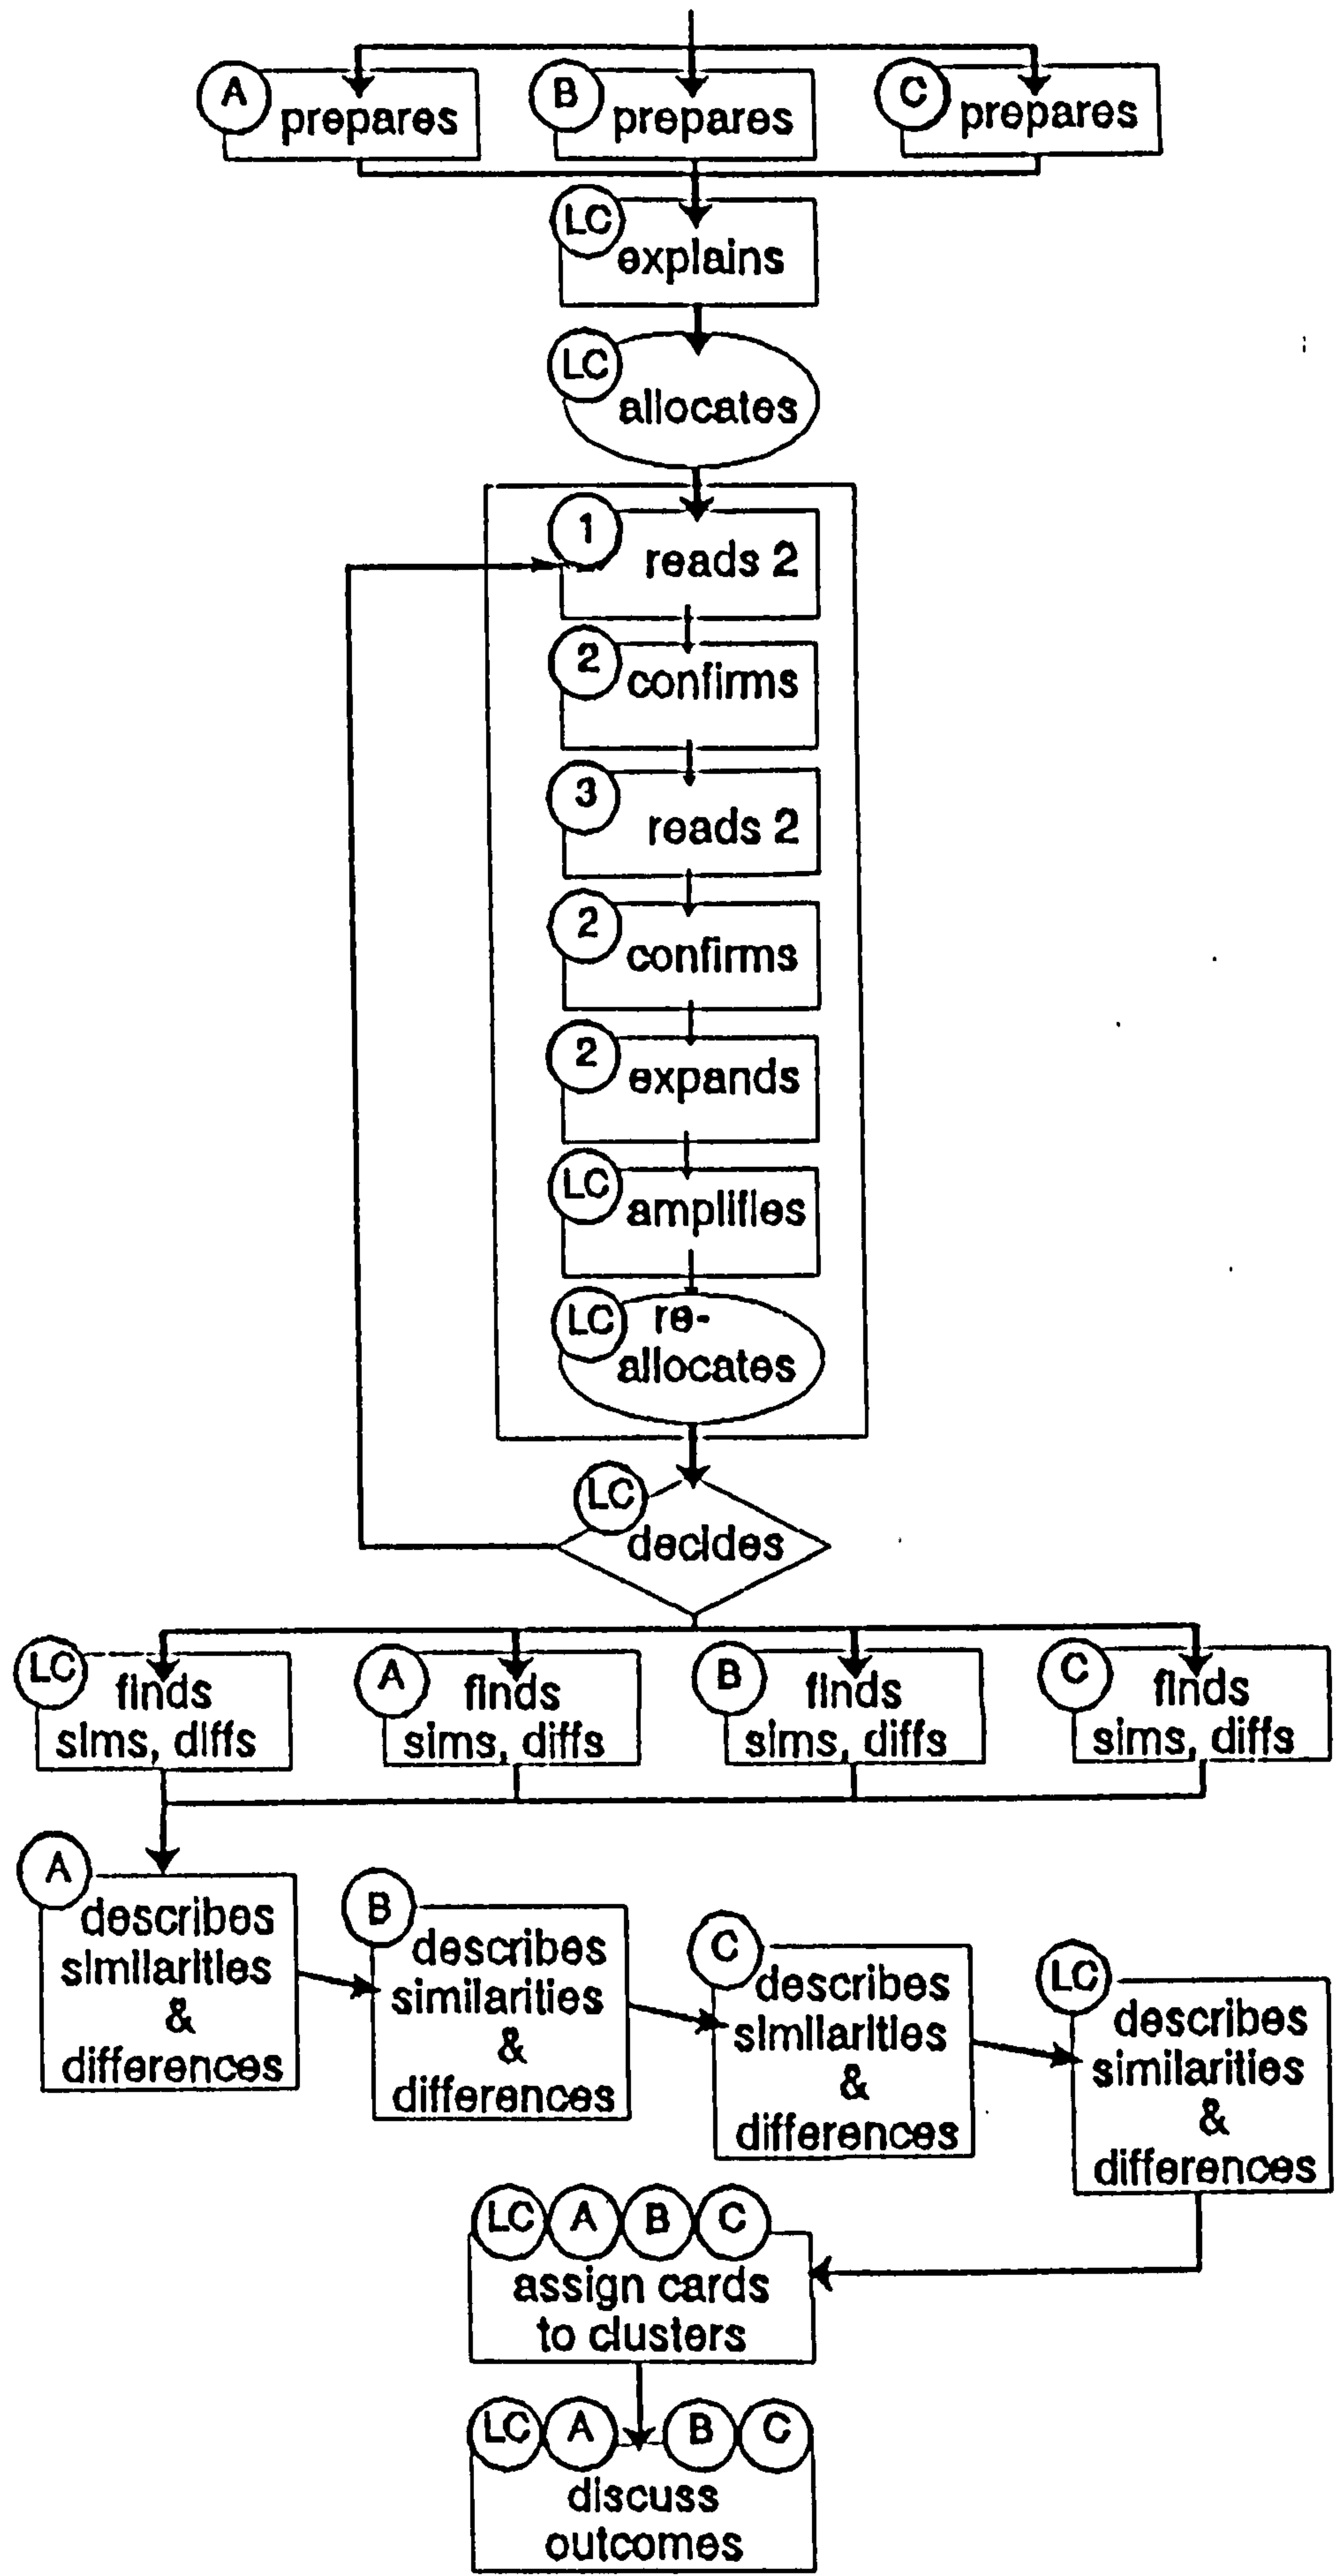 A
prepares
B
prepares
C
prepares
LC
explains
LC
allocates
1
reads 2
2
confirms
3
reads 2
2
confirms
2
expands
LC
amplifies
LC
re-
allocates
LC
decides
LC
finds
sims, diffs
A
finds
sims, diffs
B
finds
sims, diffs
C
finds
sims, diffs
A
describes
similarities
&
differences
B
describes
similarities
&
differences
C
describes
similarities
&
differences
LC
describes
similarities
&
differences
LC A B C
assign cards
to clusters
LC A B C
discuss
outcomes